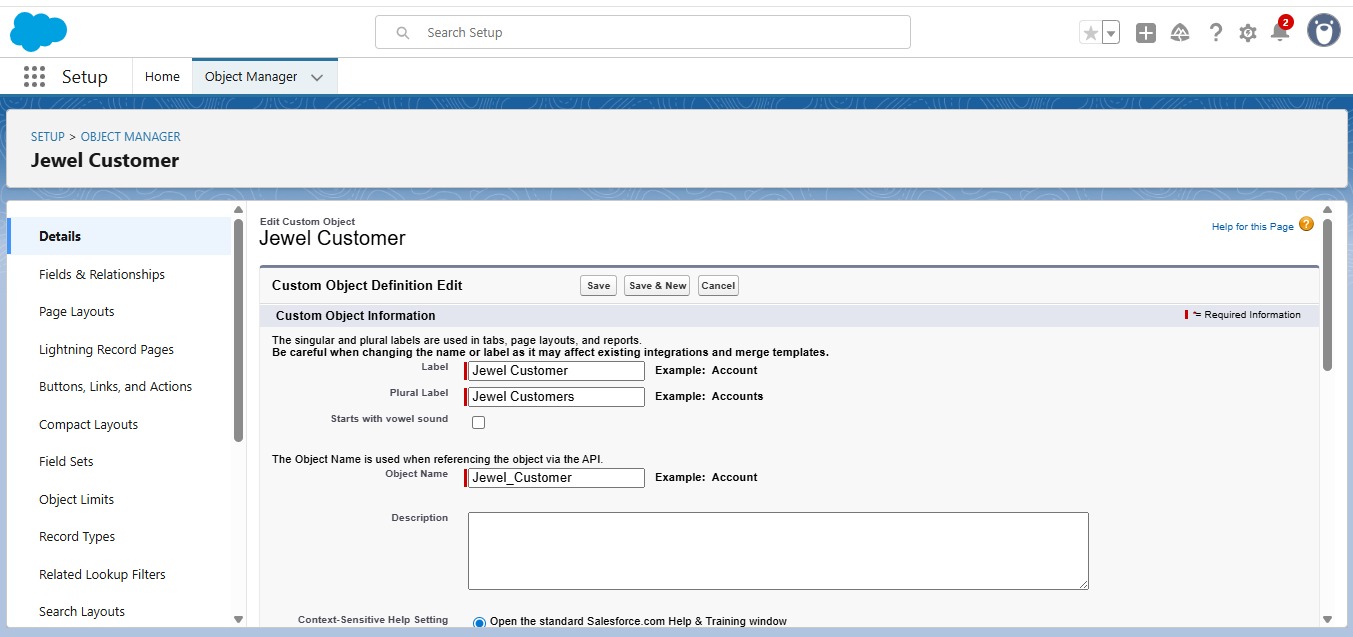 Search Setup
2
Setup
Home
Object Manager
SETUP > OBJECT MANAGER
Jewel Customer
Details
Fields & Relationships
Page Layouts
Lightning Record Pages
Buttons, Links, and Actions
Compact Layouts
Field Sets
Object Limits
Record Types
Related Lookup Filters
Search Layouts
Edit Custom Object
Jewel Customer
Help for this Page ?
Custom Object Definition Edit
Save
Save & New
Cancel
Custom Object Information
*= Required Information
The singular and plural labels are used in tabs, page layouts, and reports.
Be careful when changing the name or label as it may affect existing integrations and merge templates.
Label Jewel Customer Example: Account
Plural Label Jewel Customers Example: Accounts
Starts with vowel sound
The Object Name is used when referencing the object via the API.
Object Name Jewel_Customer Example: Account
Description
Context-Sensitive Help Setting Open the standard Salesforce.com Help & Training window